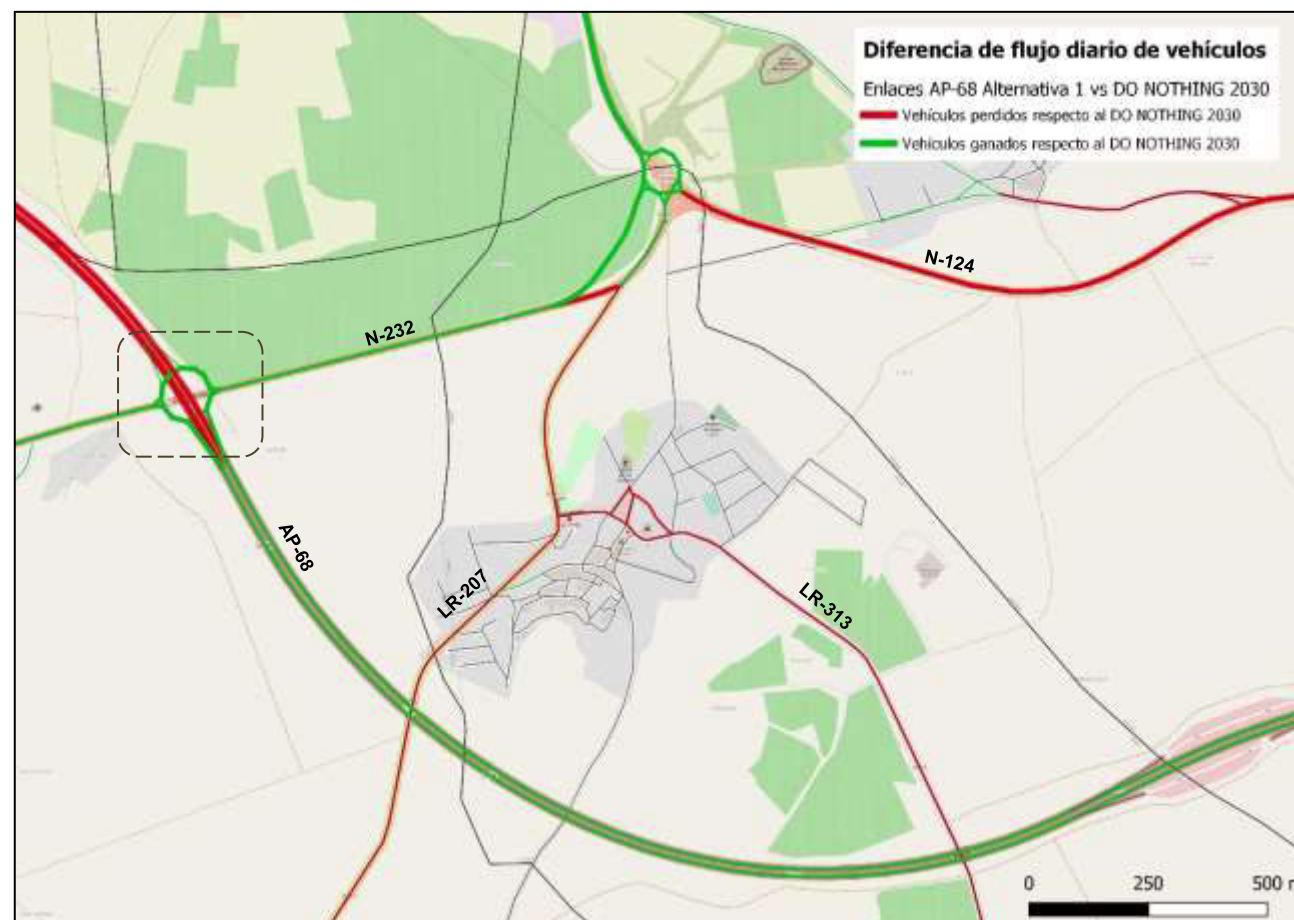 Diferencia de flujo diario de vehículos
Enlaces AP-68 Alternativa 1 vs DO NOTHING 2030
Vehículos perdidos respecto al DO NOTHING 2030
Vehículos ganados respecto al DO NOTHING 2030
N-124
N-232
AP-68
LR-207
LR-313
0 250 500 m